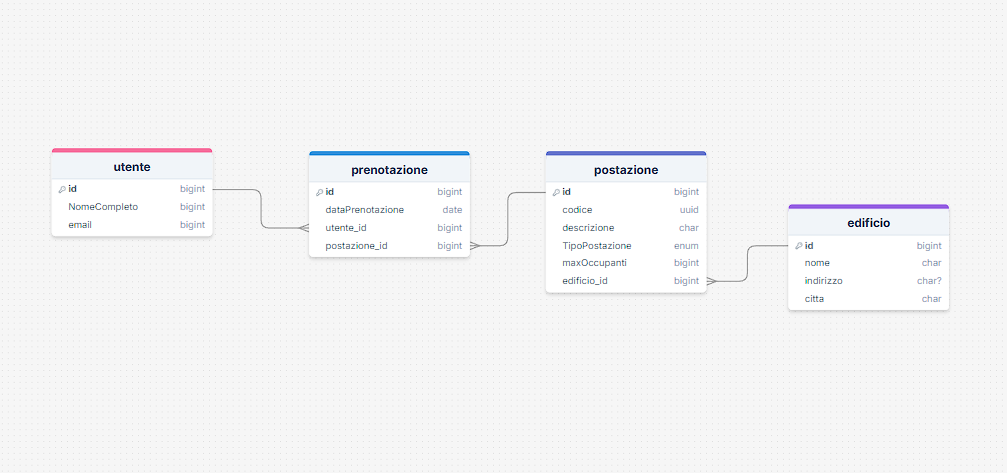 utente
id bigint
NomeCompleto bigint
email bigint
prenotazione
id bigint
dataPrenotazione date
utente_id bigint
postazione_id bigint
postazione
id bigint
codice uuid
descrizione char
TipoPostazione enum
maxOccupanti bigint
edificio_id bigint
edificio
id bigint
nome char
indirizzo char?
citta char